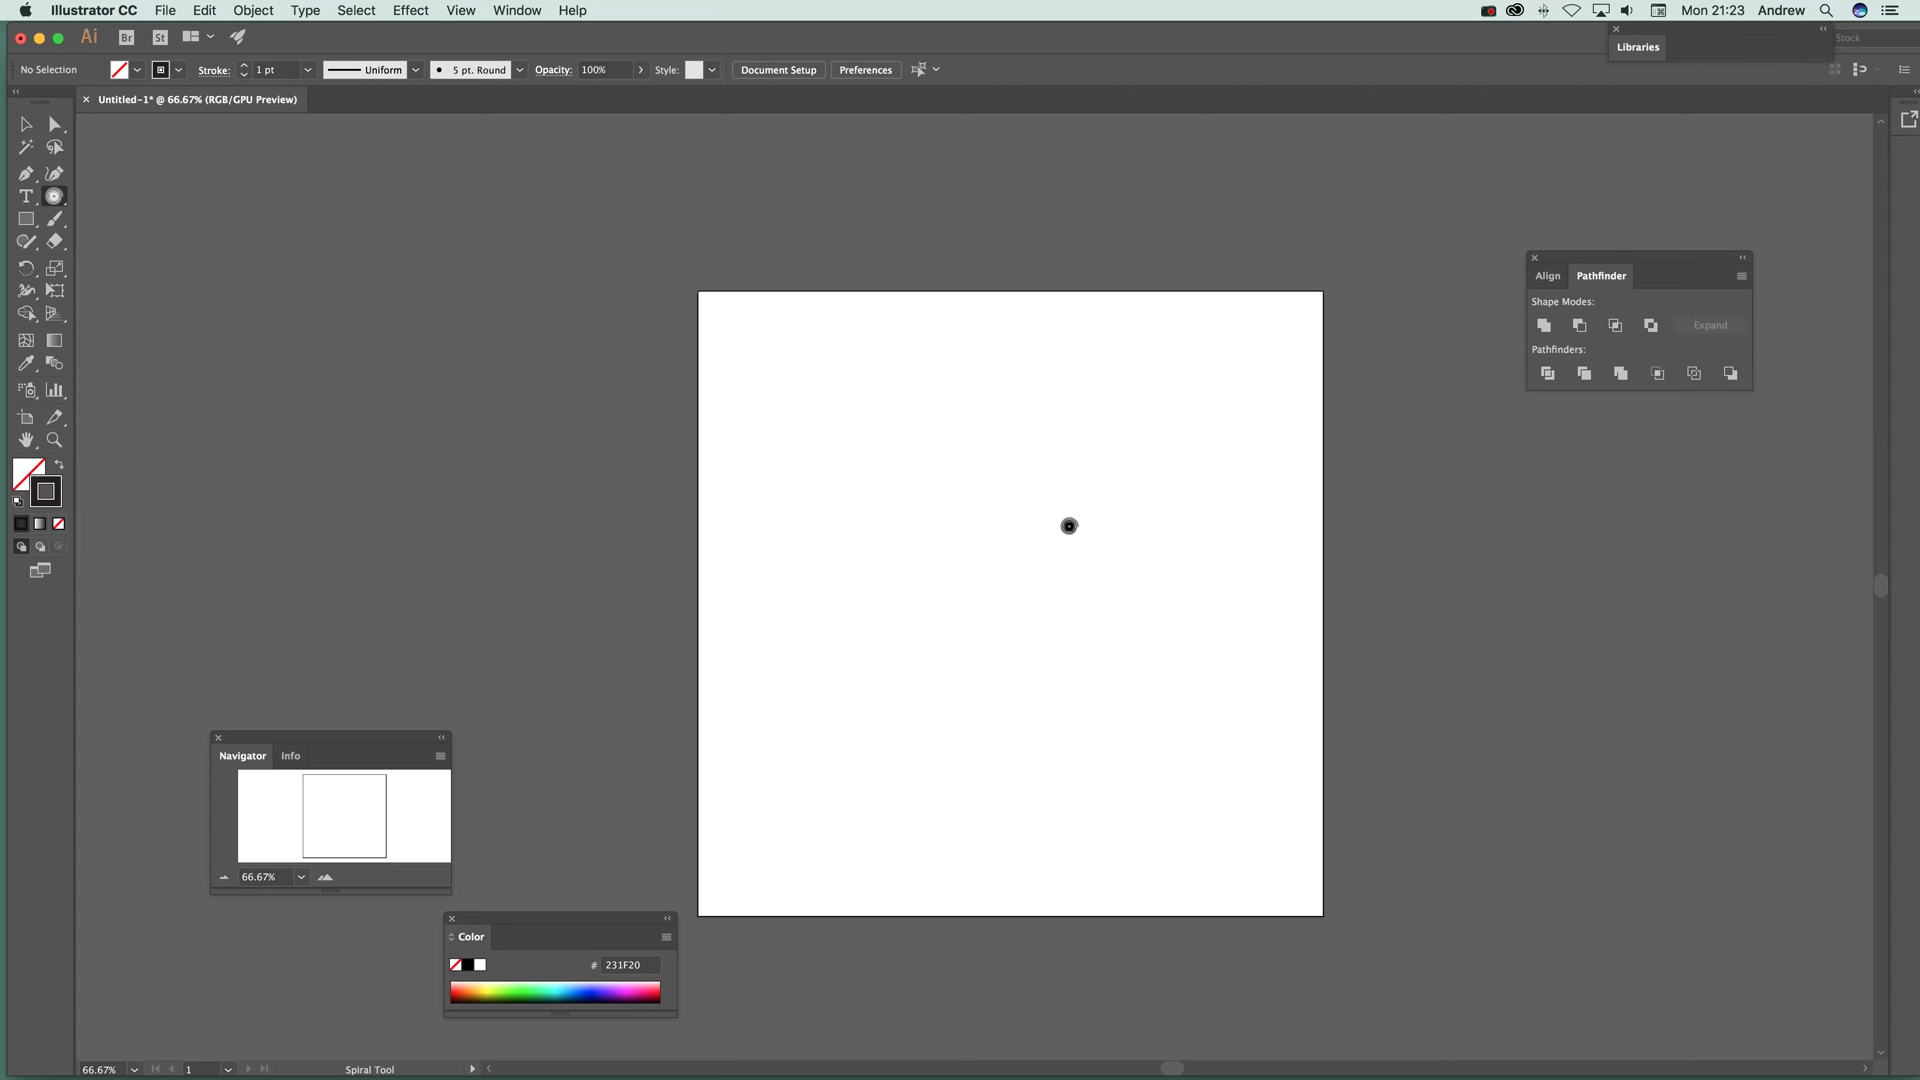 Illustrator CC File Edit Object Type Select Effect View Window Help Mon 21:23 Andrew
Ai Br St Stock
Libraries
No Selection Stroke: 1 pt Uniform 5 pt. Round Opacity: 100% Style: Document Setup Preferences
Untitled-1* @ 66.67% (RGB/GPU Preview)
Align Pathfinder
Shape Modes:
Expand
Pathfinders:
Navigator Info
66.67%
Color
# 231F20
66.67% 1 Spiral Tool